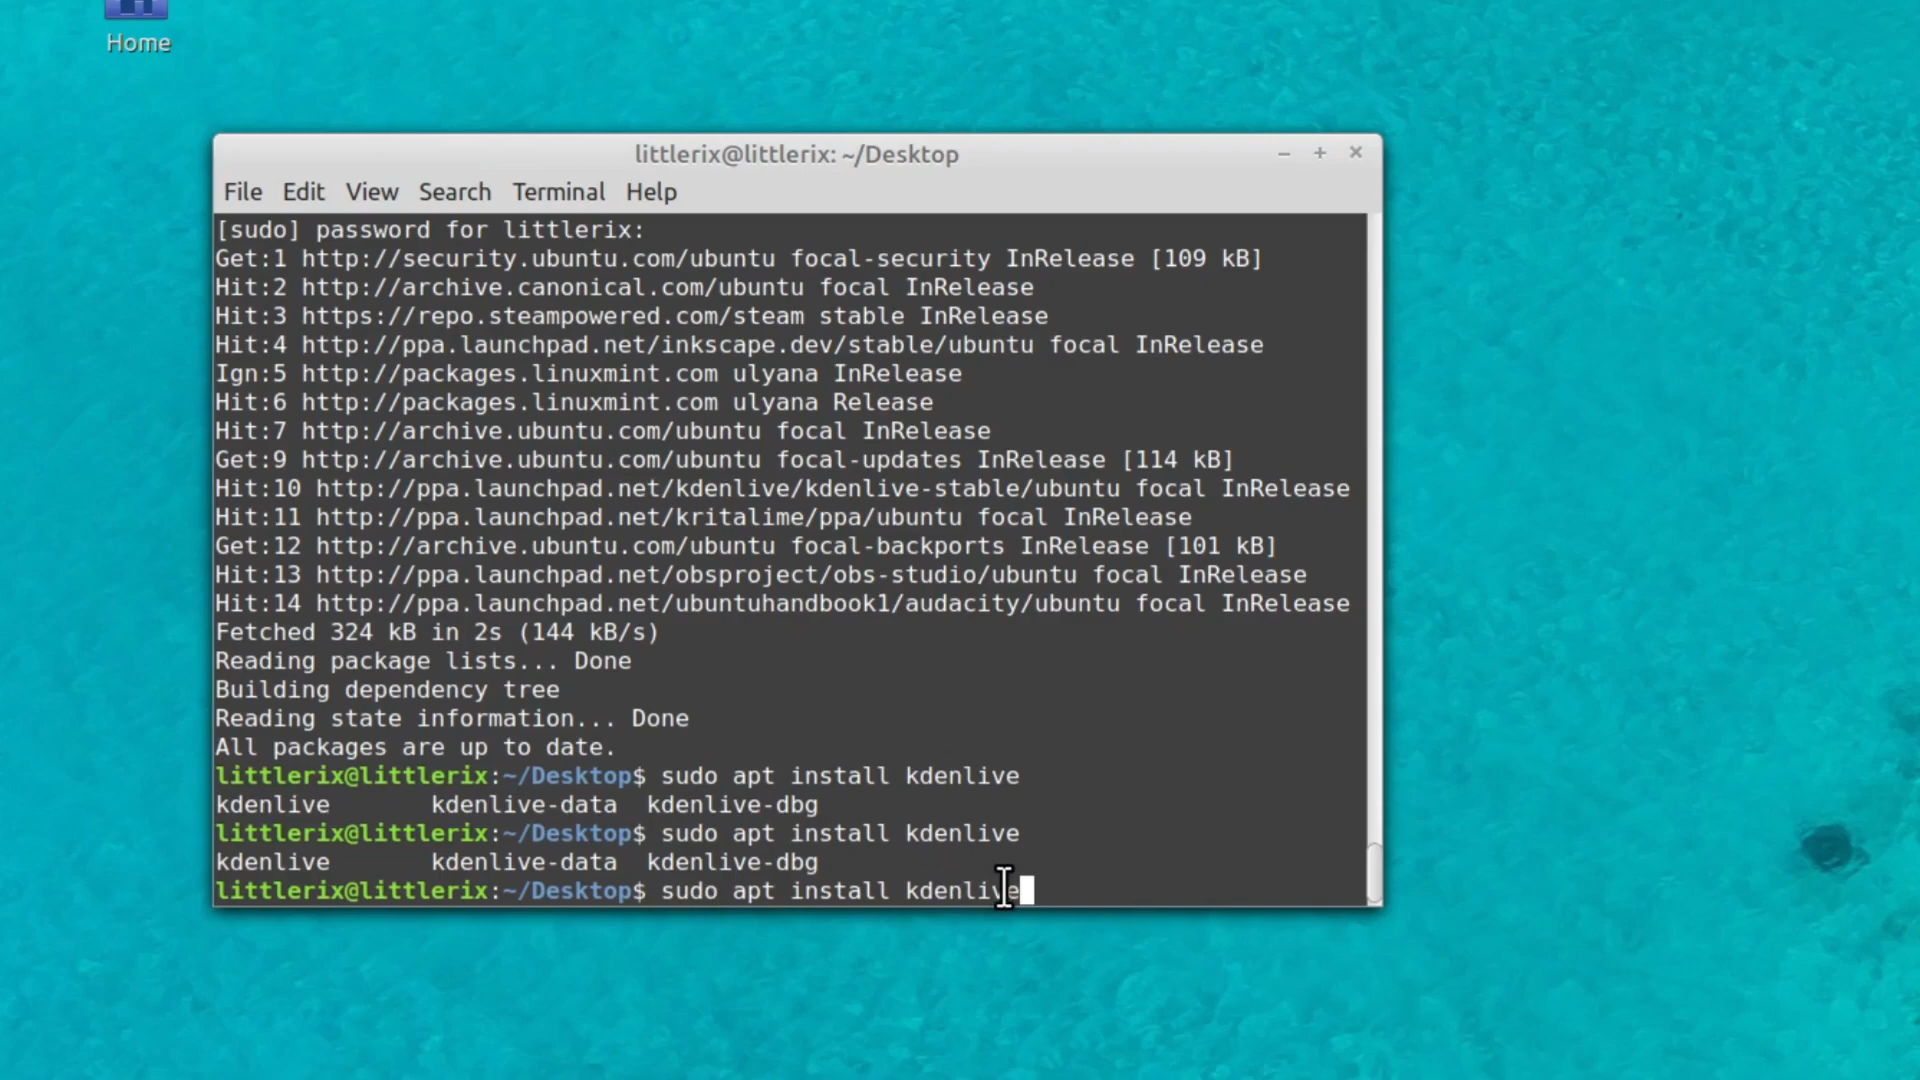 Home
littlerix@littlerix: ~/Desktop
File Edit View Search Terminal Help
[sudo] password for littlerix:
Get:1 http://security.ubuntu.com/ubuntu focal-security InRelease [109 kB]
Hit:2 http://archive.canonical.com/ubuntu focal InRelease
Hit:3 https://repo.steampowered.com/steam stable InRelease
Hit:4 http://ppa.launchpad.net/inkscape.dev/stable/ubuntu focal InRelease
Ign:5 http://packages.linuxmint.com ulyana InRelease
Hit:6 http://packages.linuxmint.com ulyana Release
Hit:7 http://archive.ubuntu.com/ubuntu focal InRelease
Get:9 http://archive.ubuntu.com/ubuntu focal-updates InRelease [114 kB]
Hit:10 http://ppa.launchpad.net/kdenlive/kdenlive-stable/ubuntu focal InRelease
Hit:11 http://ppa.launchpad.net/kritalime/ppa/ubuntu focal InRelease
Get:12 http://archive.ubuntu.com/ubuntu focal-backports InRelease [101 kB]
Hit:13 http://ppa.launchpad.net/obsproject/obs-studio/ubuntu focal InRelease
Hit:14 http://ppa.launchpad.net/ubuntuhandbook1/audacity/ubuntu focal InRelease
Fetched 324 kB in 2s (144 kB/s)
Reading package lists... Done
Building dependency tree
Reading state information... Done
All packages are up to date.
littlerix@littlerix:~/Desktop$ sudo apt install kdenlive
kdenlive kdenlive-data kdenlive-dbg
littlerix@littlerix:~/Desktop$ sudo apt install kdenlive
kdenlive kdenlive-data kdenlive-dbg
littlerix@littlerix:~/Desktop$ sudo apt install kdenlive